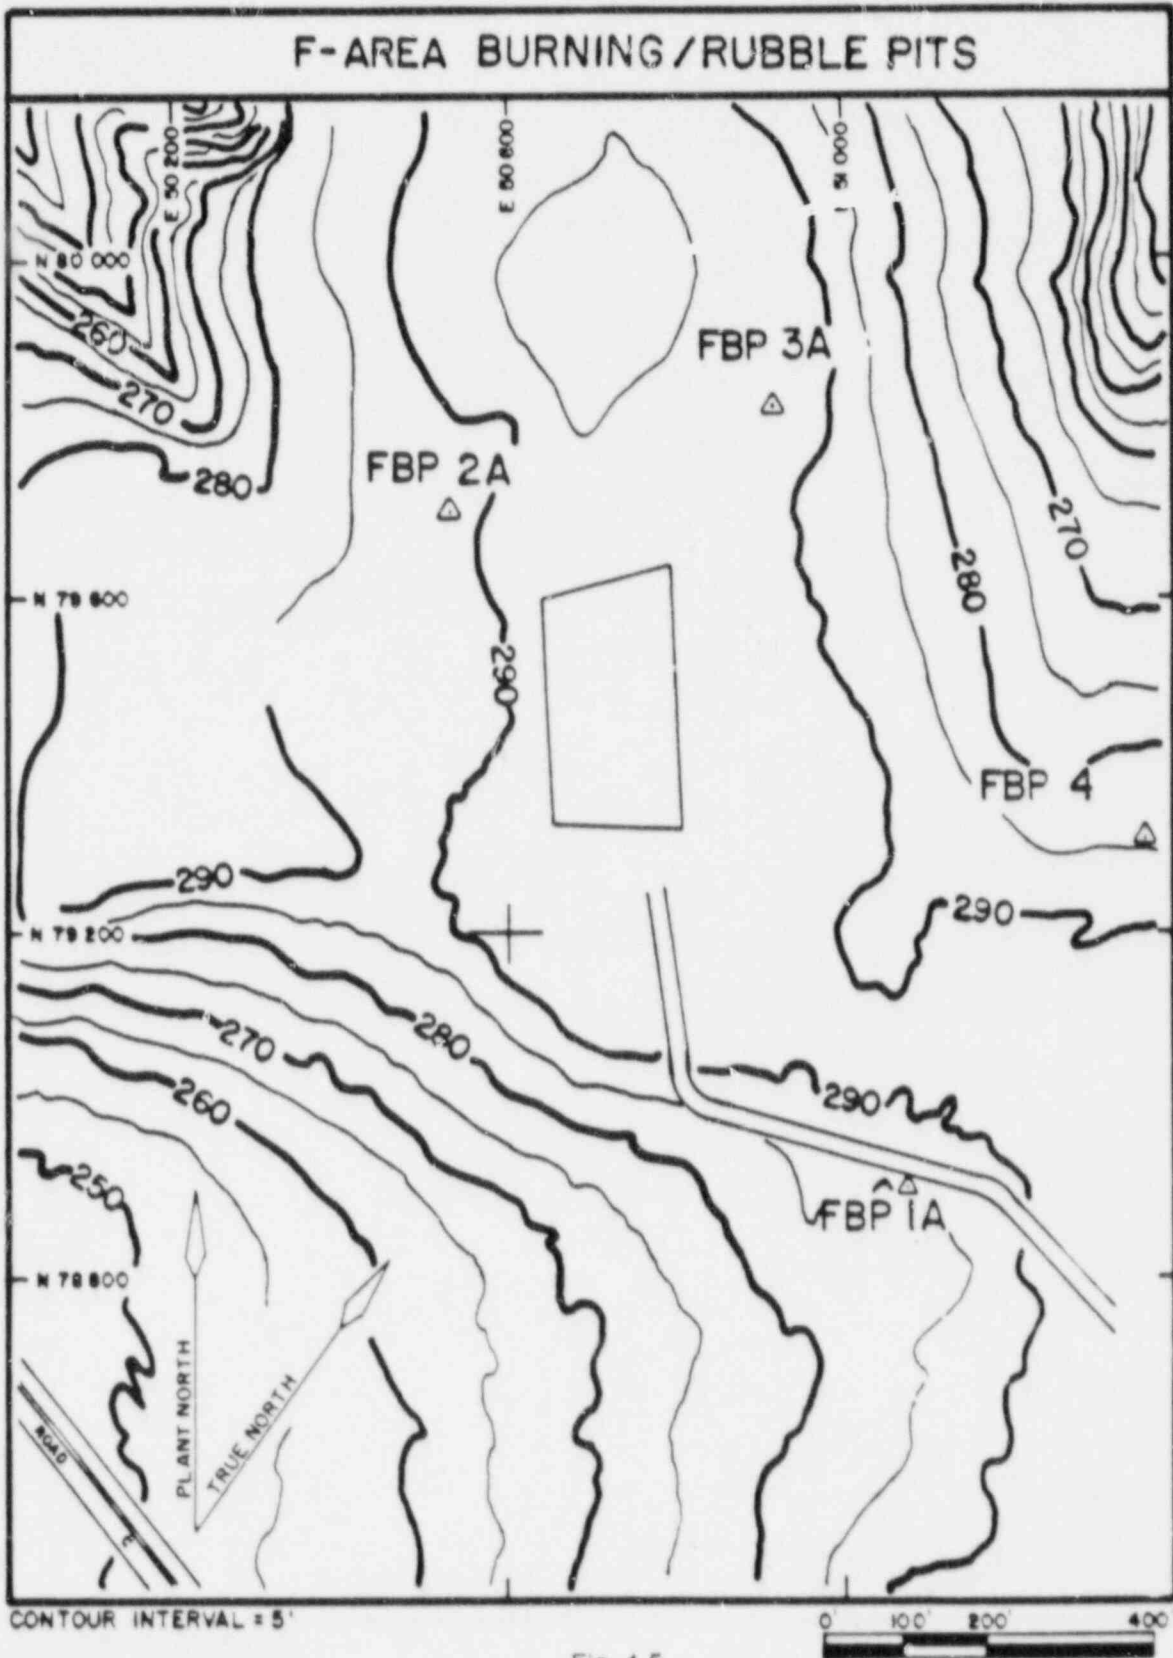 F-AREA BURNING/RUBBLE PITS
E 50 200
E 50 600
51 000
N 80 000
260
FBP 3A
270
FBP 2A
280
270
280
N 79 600
290
FBP 4
290
290
N 79 200
280
270
290
260
250
FBP 1A
N 78 800
PLANT NORTH
TRUE NORTH
ROAD
CONTOUR INTERVAL = 5'
0' 100' 200' 400